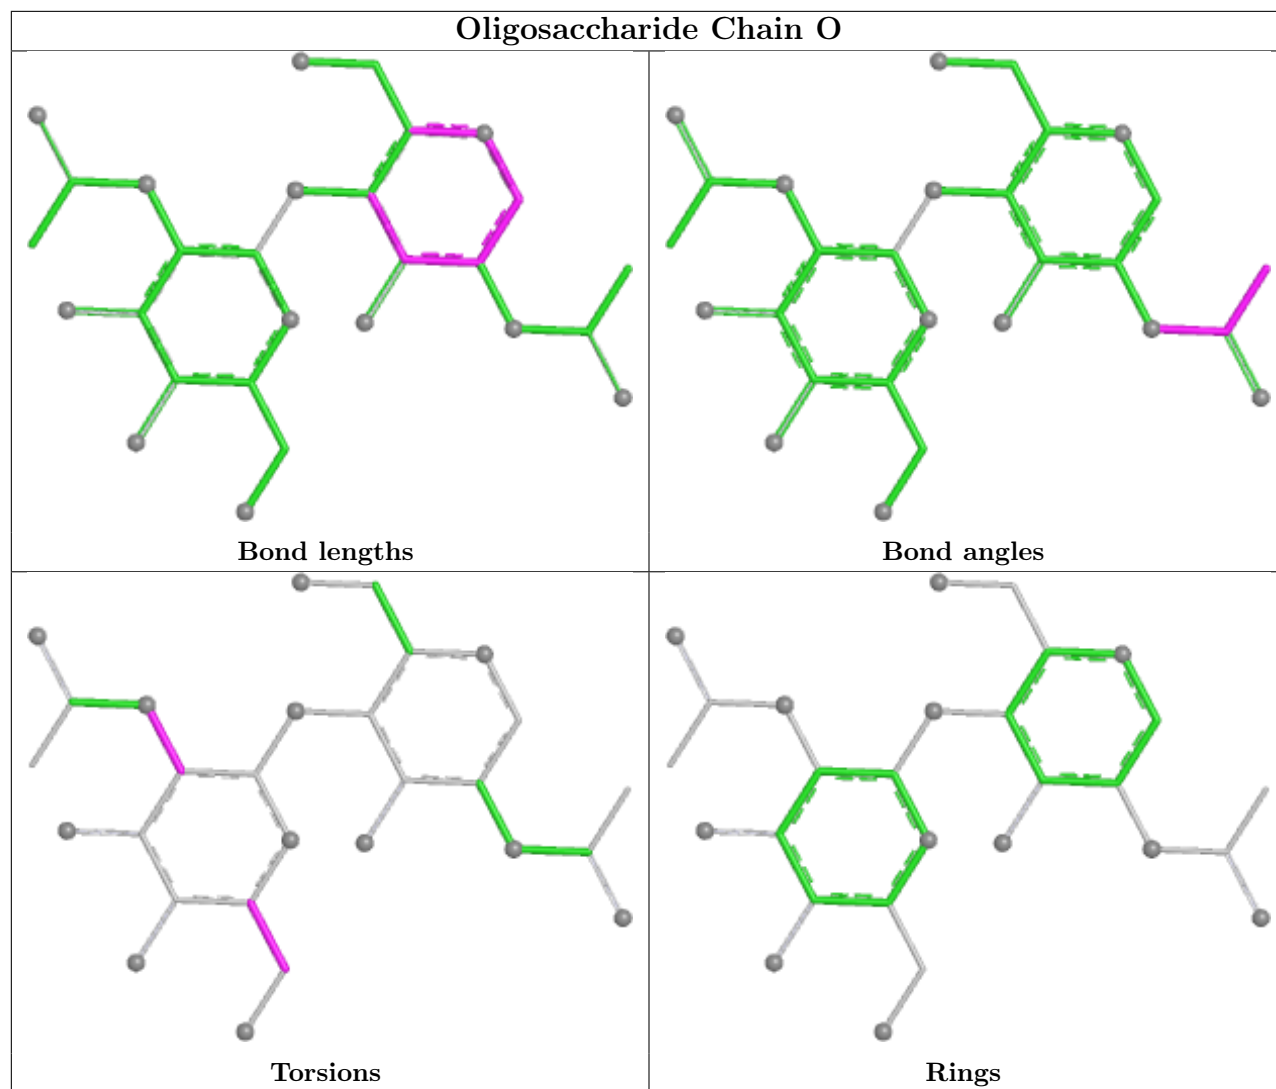 Oligosaccharide Chain O
Bond lengths
Bond angles
Torsions
Rings